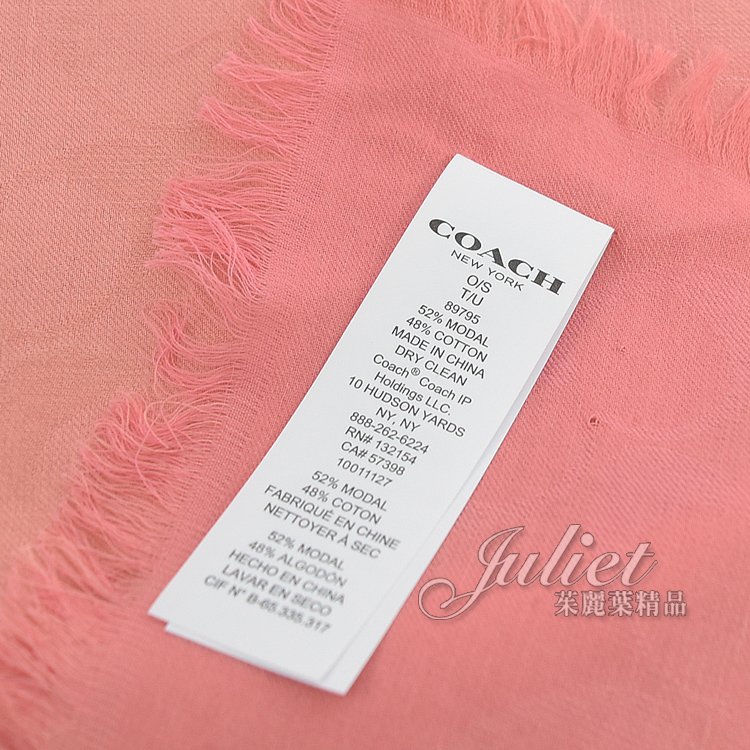 COACH
NEW YORK
O/S
T/U
89795
52% MODAL
48% COTTON
MADE IN CHINA
DRY CLEAN
Coach® Coach IP
Holdings LLC.
10 HUDSON YARDS
NY, NY
888-262-6224
RN# 132154
CA# 57398
10011127
52% MODAL
48% COTON
FABRIQUÉ EN CHINE
NETTOYER À SEC
52% MODAL
48% ALGODÓN
HECHO EN CHINA
LAVAR EN SECO
CIF N° B-65.335.317
Juliet
茱麗葉精品